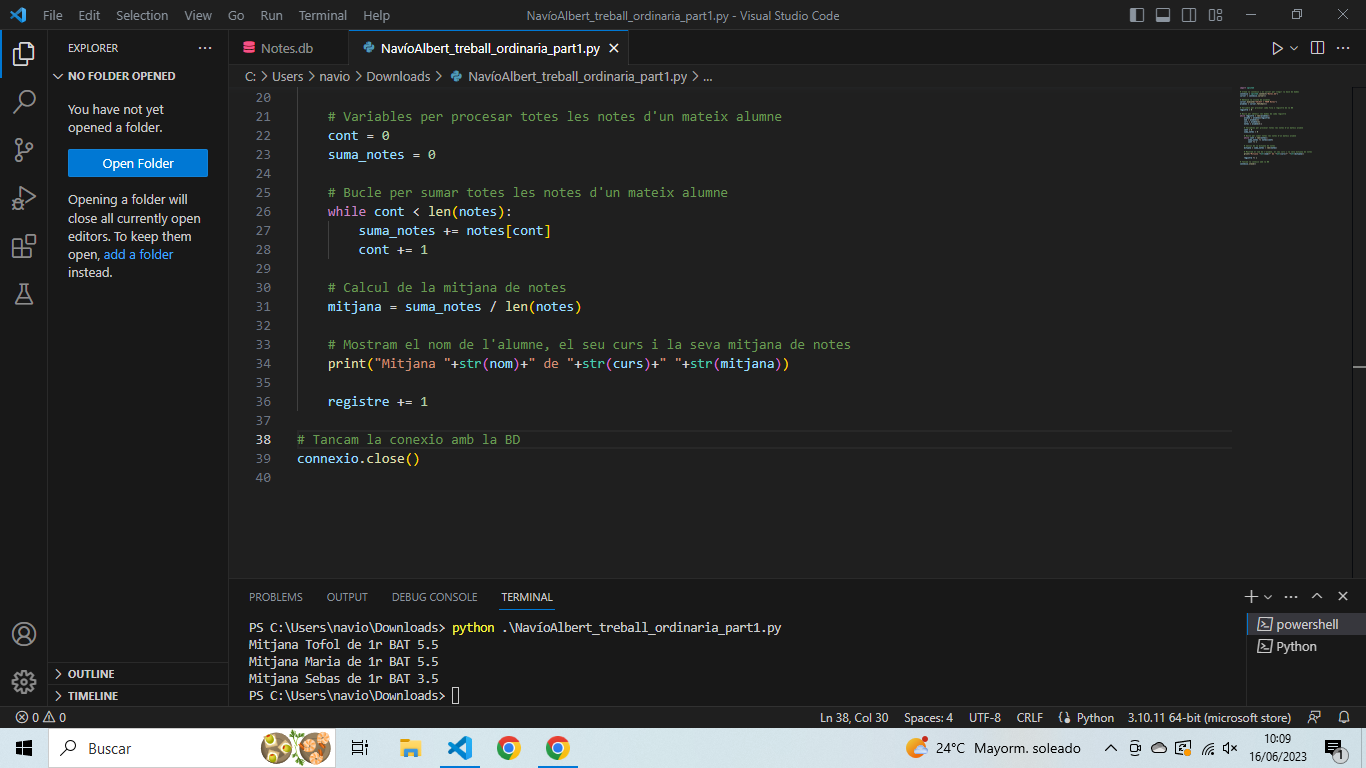 File Edit Selection View Go Run Terminal Help
NavíoAlbert_treball_ordinaria_part1.py - Visual Studio Code
EXPLORER
NO FOLDER OPENED
You have not yet
opened a folder.
Open Folder
Opening a folder will
close all currently open
editors. To keep them
open, add a folder
instead.
OUTLINE
TIMELINE
Notes.db
NavíoAlbert_treball_ordinaria_part1.py
C: > Users > navio > Downloads > NavíoAlbert_treball_ordinaria_part1.py > ...
20
21 # Variables per procesar totes les notes d'un mateix alumne
22 cont = 0
23 suma_notes = 0
24
25 # Bucle per sumar totes les notes d'un mateix alumne
26 while cont < len(notes):
27 suma_notes += notes[cont]
28 cont += 1
29
30 # Calcul de la mitjana de notes
31 mitjana = suma_notes / len(notes)
32
33 # Mostram el nom de l'alumne, el seu curs i la seva mitjana de notes
34 print("Mitjana "+str(nom)+" de "+str(curs)+" "+str(mitjana))
35
36 registre += 1
37
38 # Tancam la conexio amb la BD
39 connexio.close()
40
PROBLEMS OUTPUT DEBUG CONSOLE TERMINAL
PS C:\Users\navio\Downloads> python .\NavíoAlbert_treball_ordinaria_part1.py
Mitjana Tofol de 1r BAT 5.5
Mitjana Maria de 1r BAT 5.5
Mitjana Sebas de 1r BAT 3.5
PS C:\Users\navio\Downloads>
powershell
Python
0 0
Ln 38, Col 30 Spaces: 4 UTF-8 CRLF Python 3.10.11 64-bit (microsoft store)
Buscar
24°C Mayorm. soleado
10:09
16/06/2023
1